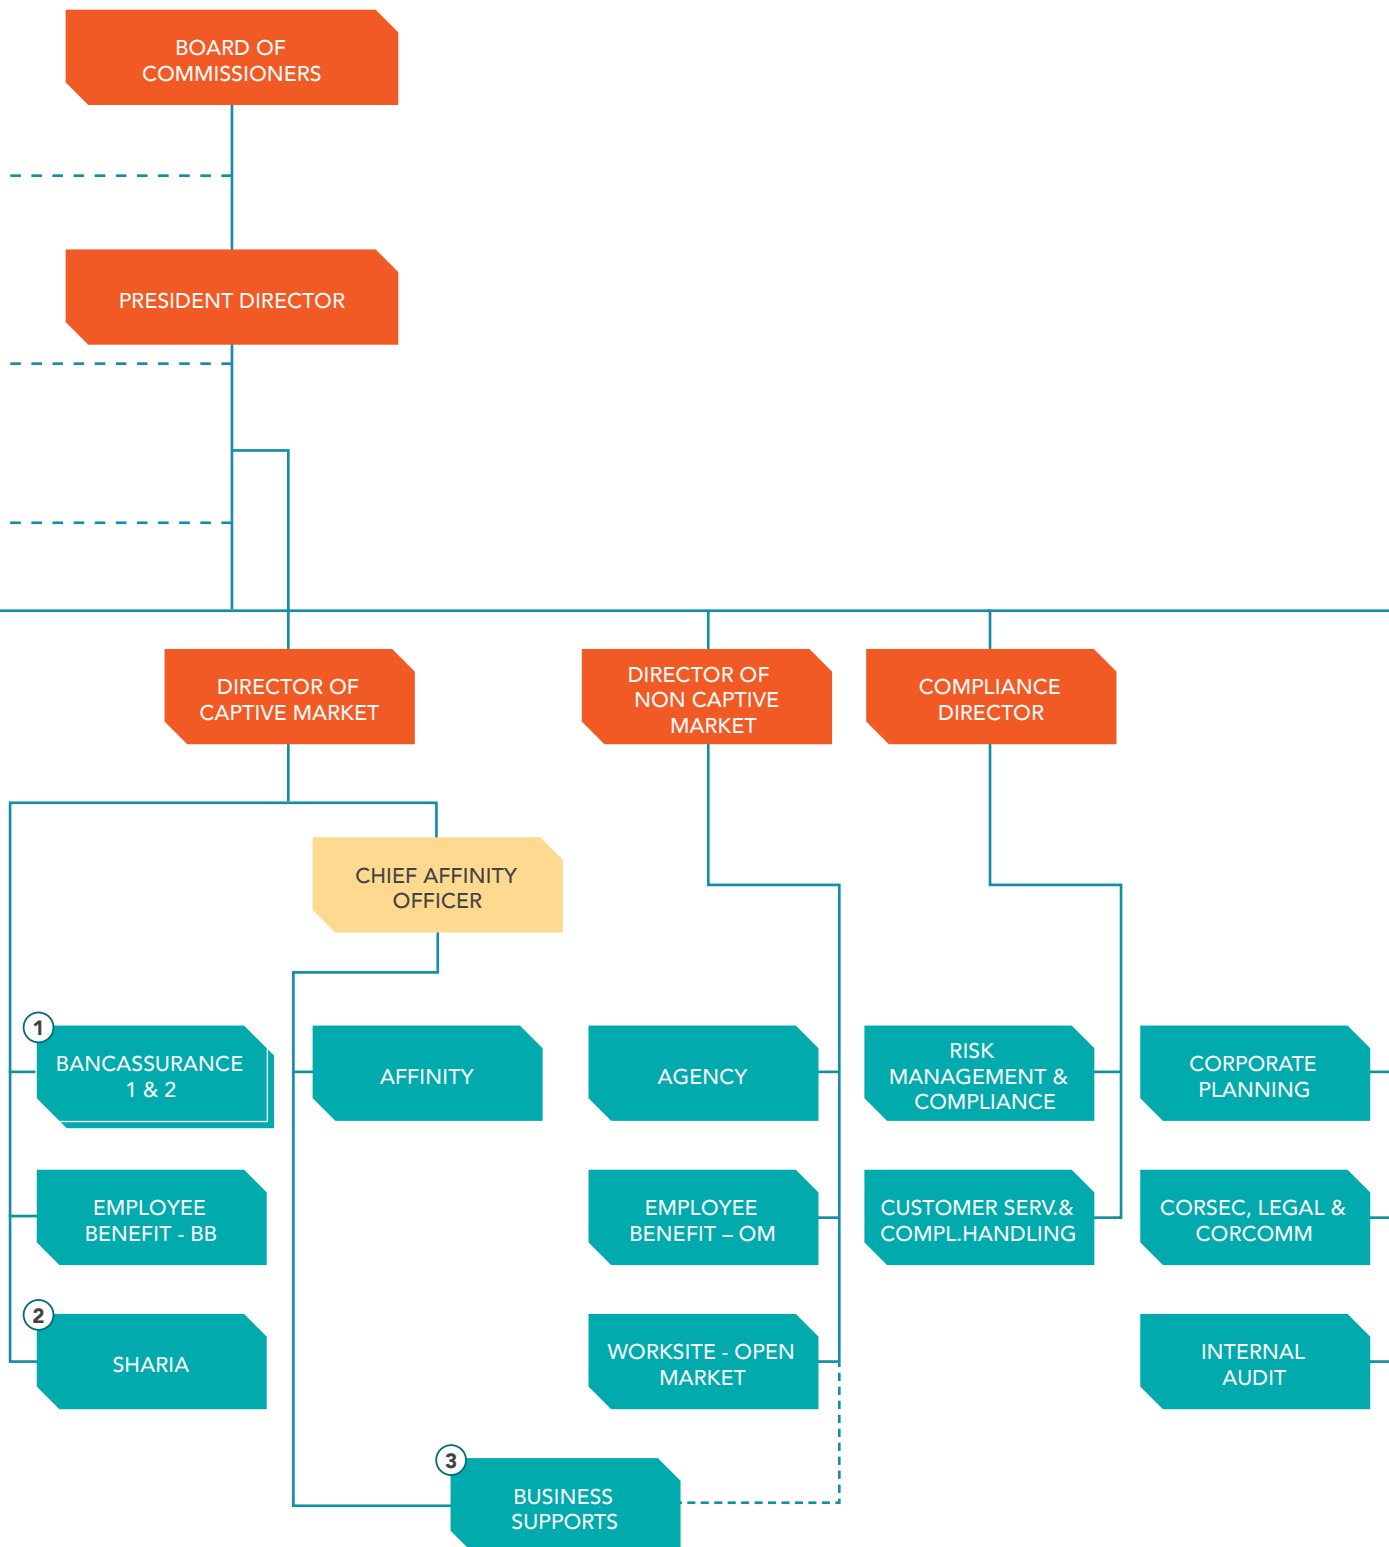 BOARD OF
COMMISSIONERS
PRESIDENT DIRECTOR
DIRECTOR OF
CAPTIVE MARKET
DIRECTOR OF
NON CAPTIVE
MARKET
COMPLIANCE
DIRECTOR
CHIEF AFFINITY
OFFICER
1
BANCASSURANCE
1 & 2
AFFINITY
AGENCY
RISK
MANAGEMENT &
COMPLIANCE
CORPORATE
PLANNING
EMPLOYEE
BENEFIT - BB
EMPLOYEE
BENEFIT – OM
CUSTOMER SERV.&
COMPL.HANDLING
CORSEC, LEGAL &
CORCOMM
2
SHARIA
WORKSITE - OPEN
MARKET
INTERNAL
AUDIT
3
BUSINESS
SUPPORTS